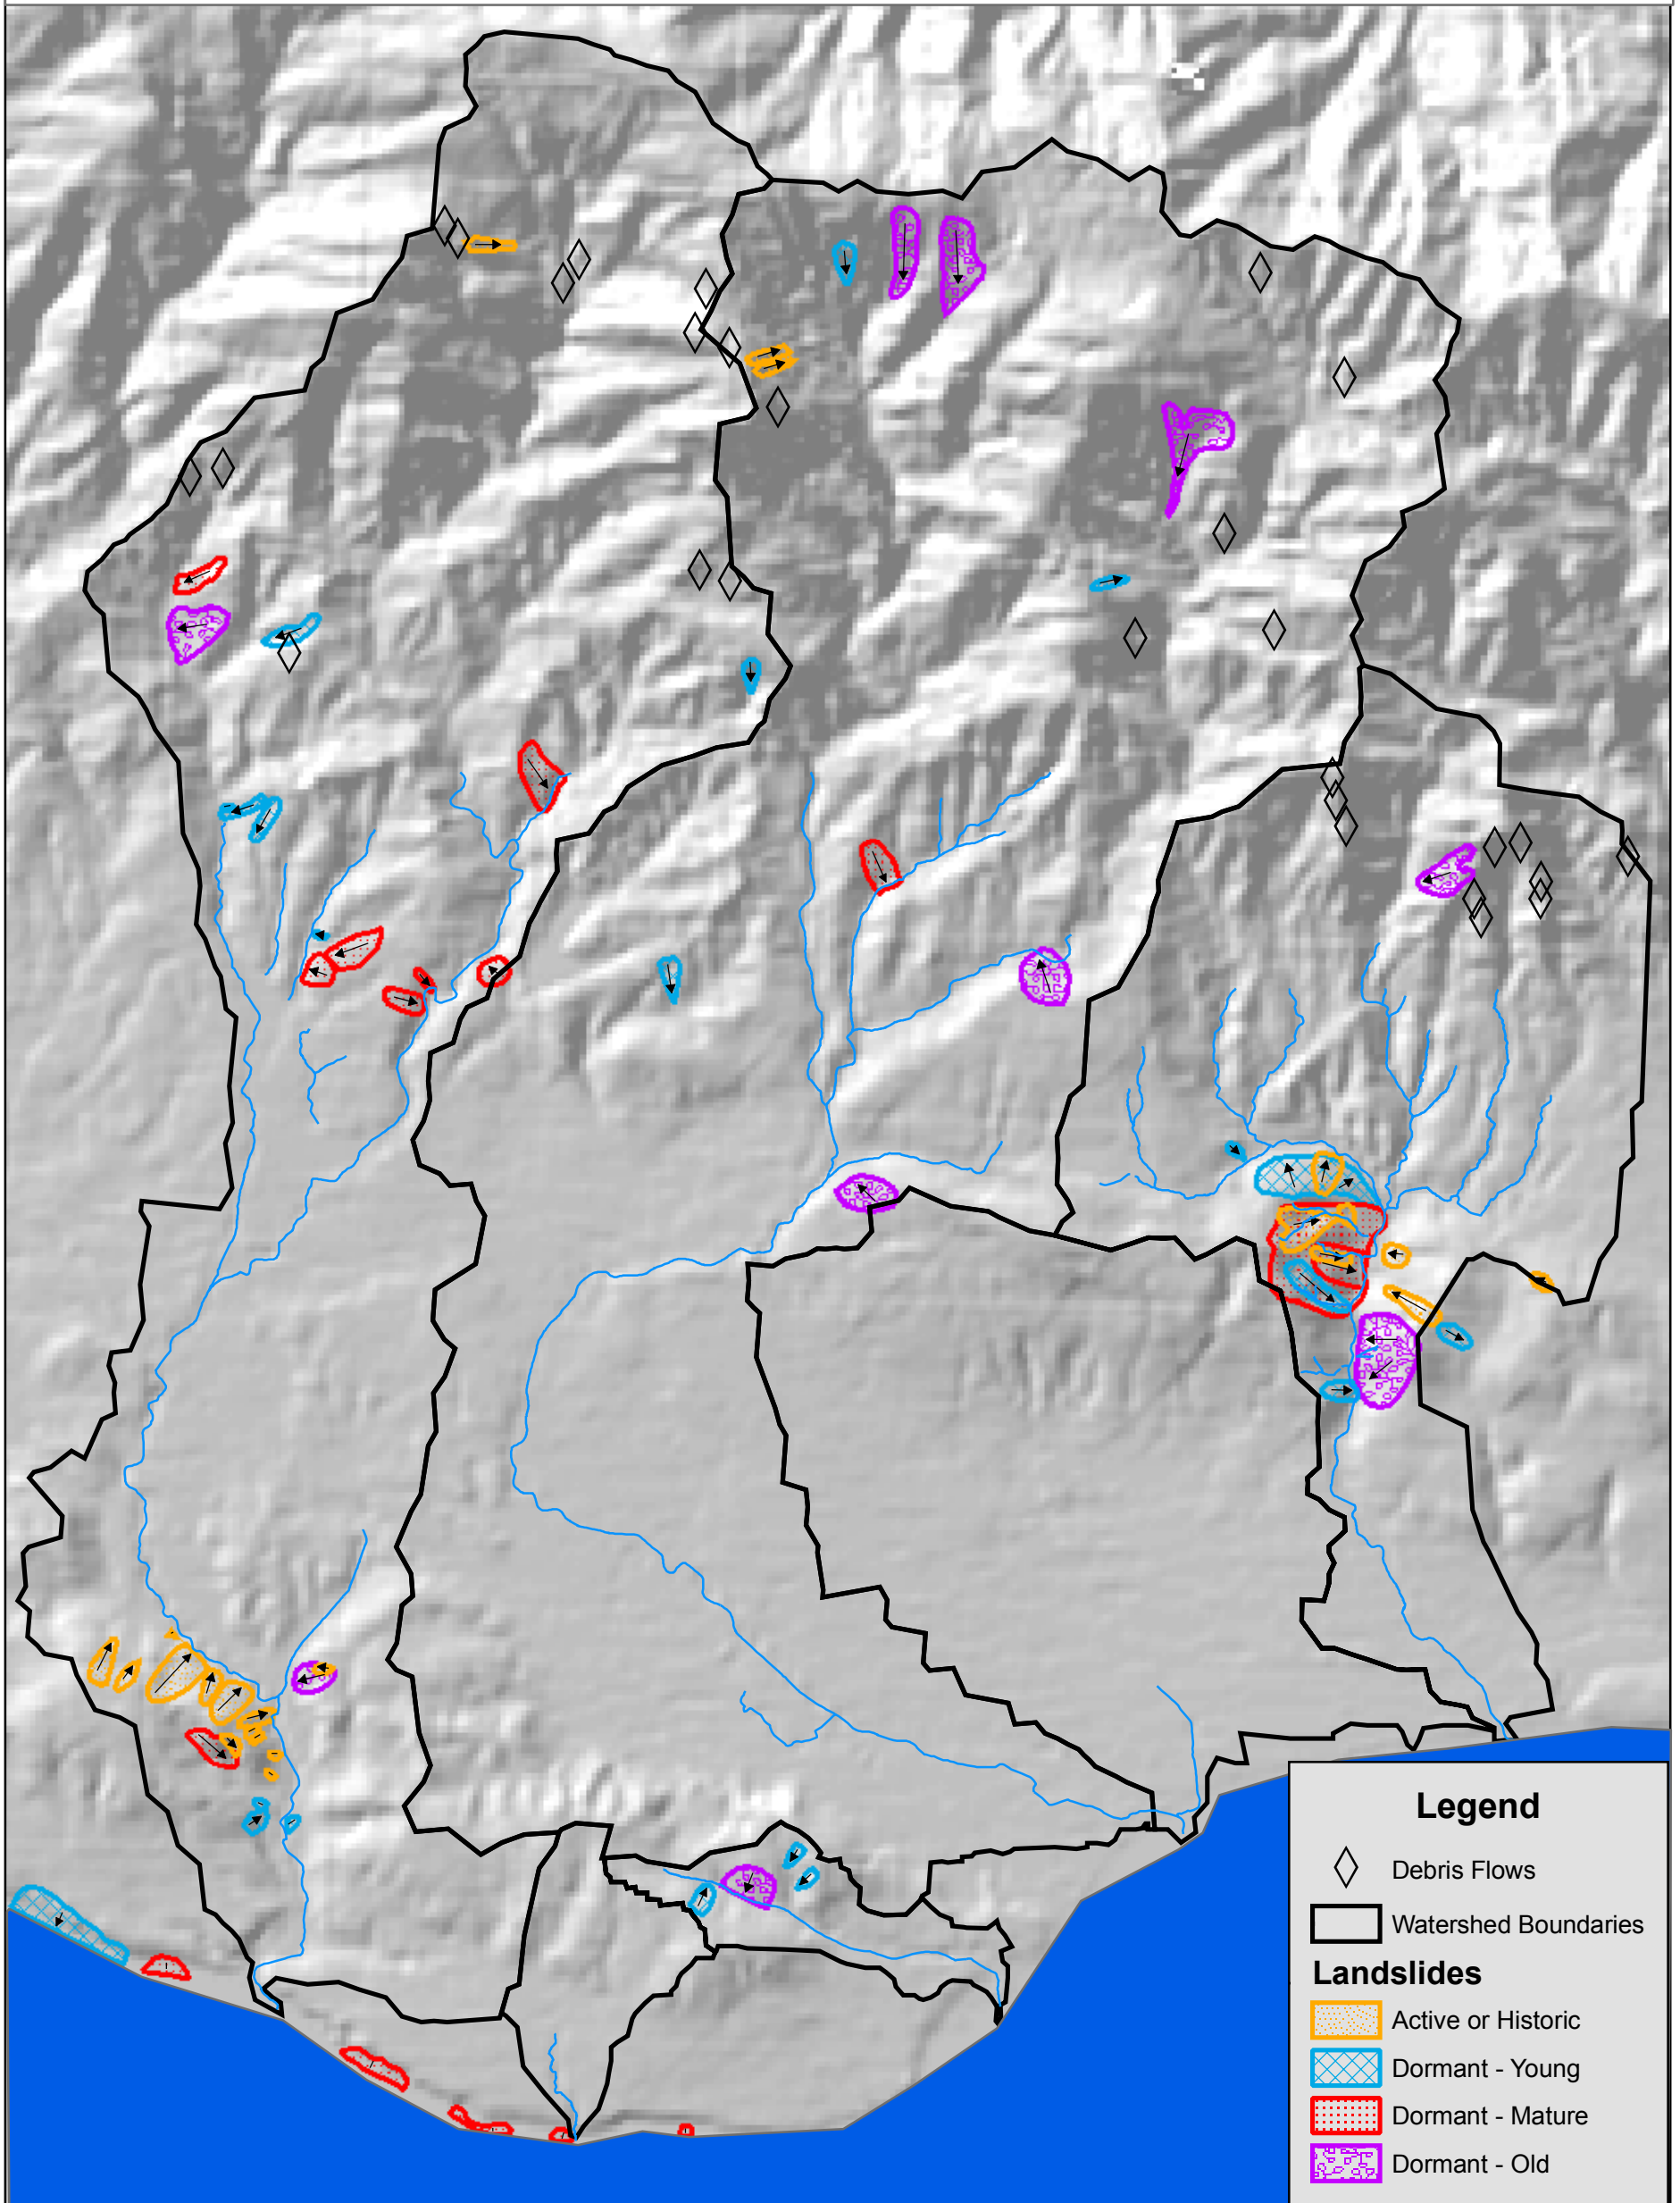 Legend
Debris Flows
Watershed Boundaries
Landslides
Active or Historic
Dormant - Young
Dormant - Mature
Dormant - Old